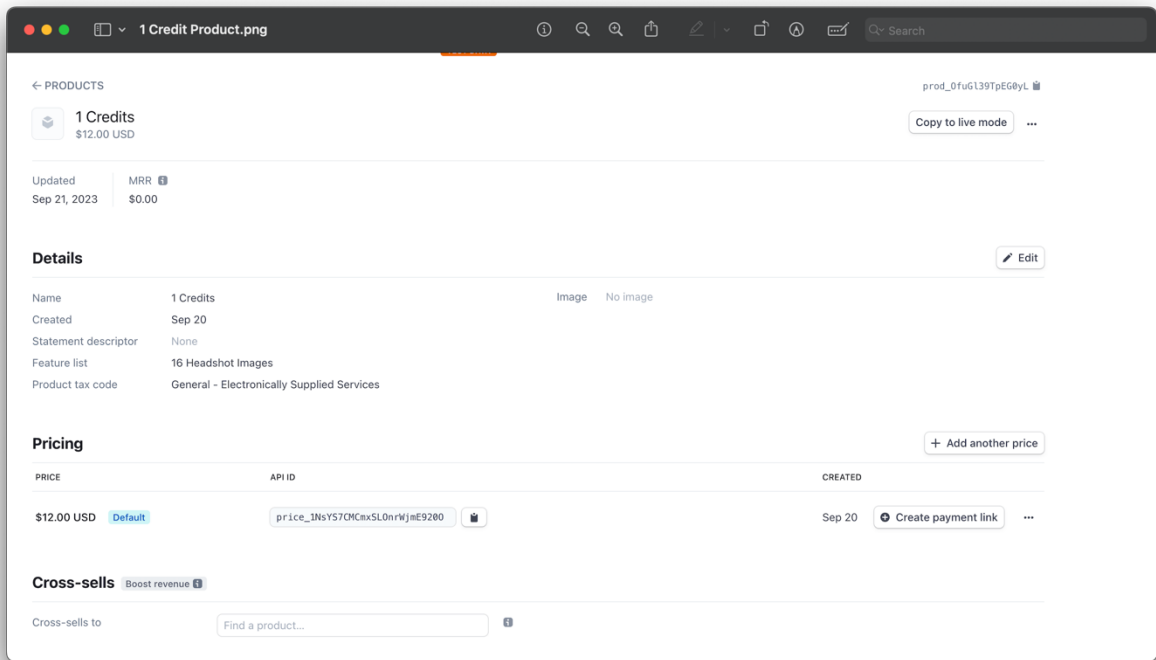 1 Credit Product.png
Search
PRODUCTS
prod_OfuGl39TpEG0yL
1 Credits
$12.00 USD
Copy to live mode
Updated
MRR
Sep 21, 2023
$0.00
Details
Edit
Name
1 Credits
Image
No image
Created
Sep 20
Statement descriptor
None
Feature list
16 Headshot Images
Product tax code
General - Electronically Supplied Services
Pricing
Add another price
PRICE
API ID
CREATED
$12.00 USD
Default
price_1NsYS7CMCmxSLOnrWjmE920O
Sep 20
Create payment link
Cross-sells
Boost revenue
Cross-sells to
Find a product...